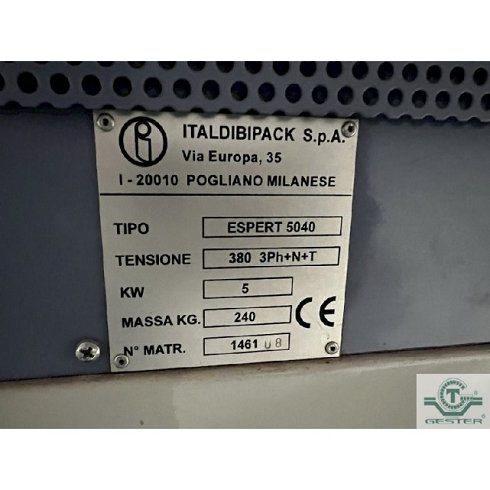 ITALDIBIPACK S.p.A.
Via Europa, 35
I - 20010 POGLIANO MILANESE
TIPO ESPERT 5040
TENSIONE 380 3Ph+N+T
KW 5
MASSA KG. 240
N° MATR. 1461 08
CE
GESTER